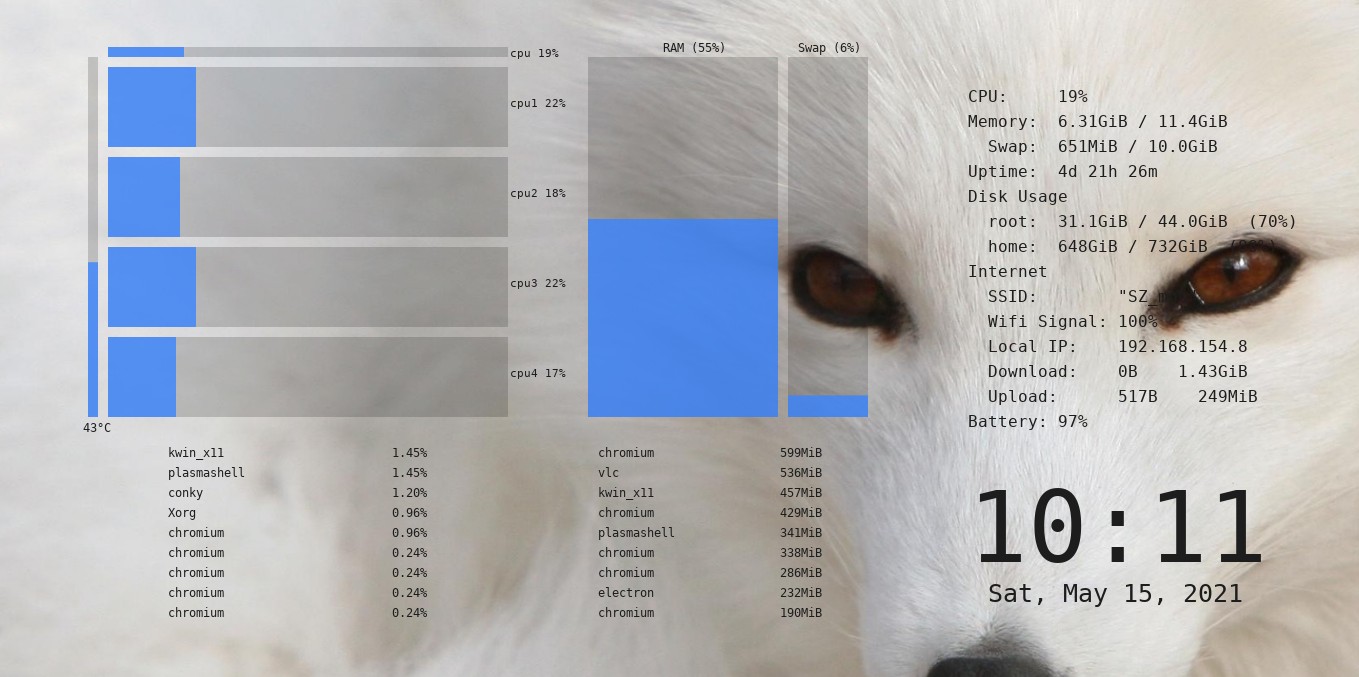 cpu 19%
cpu1 22%
cpu2 18%
cpu3 22%
cpu4 17%
43°C
RAM (55%)
Swap (6%)
kwin_x11 1.45%
plasmashell 1.45%
conky 1.20%
Xorg 0.96%
chromium 0.96%
chromium 0.24%
chromium 0.24%
chromium 0.24%
chromium 0.24%
chromium 599MiB
vlc 536MiB
kwin_x11 457MiB
chromium 429MiB
plasmashell 341MiB
chromium 338MiB
chromium 286MiB
electron 232MiB
chromium 190MiB
CPU: 19%
Memory: 6.31GiB / 11.4GiB
Swap: 651MiB / 10.0GiB
Uptime: 4d 21h 26m
Disk Usage
root: 31.1GiB / 44.0GiB (70%)
home: 648GiB / 732GiB
Internet
SSID:
Wifi Signal: 100%
Local IP: 192.168.154.8
Download: 0B 1.43GiB
Upload: 517B 249MiB
Battery: 97%
10:11
Sat, May 15, 2021